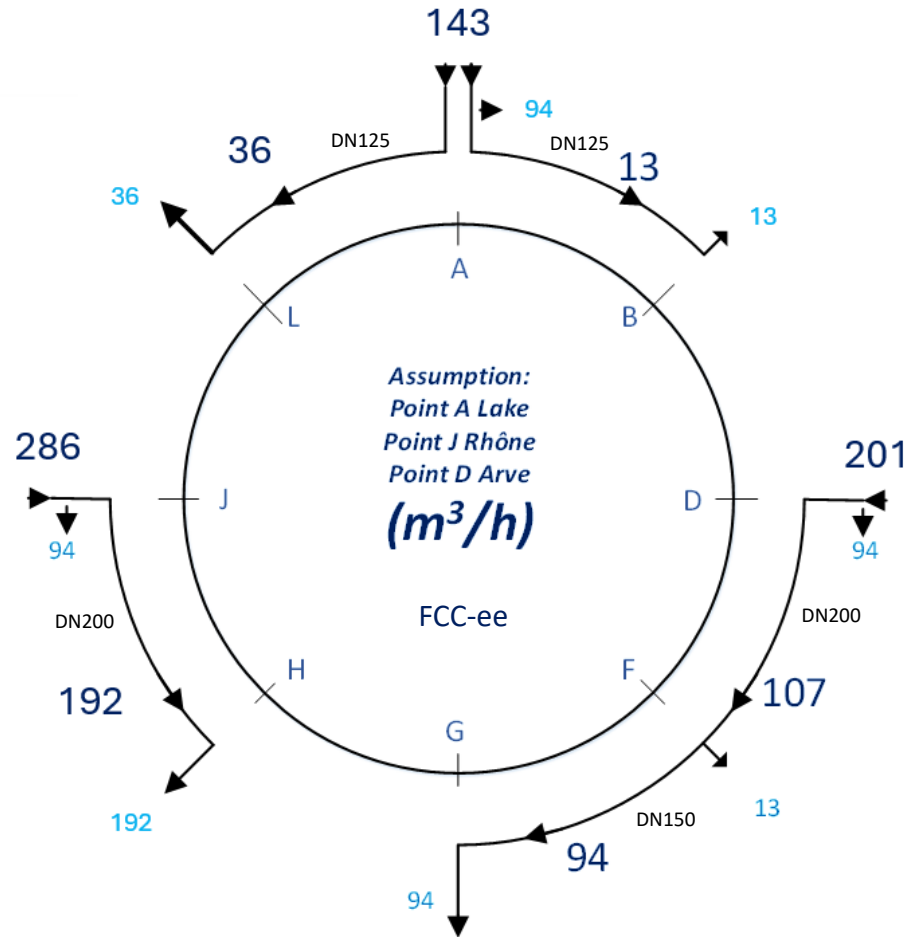 143
94
DN125
DN125
36
13
36
13
A
L
B
Assumption:
Point A Lake
Point J Rhône
Point D Arve
(m³/h)
286
201
J
D
94
94
FCC-ee
DN200
DN200
H
F
192
107
G
192
13
DN150
94
94